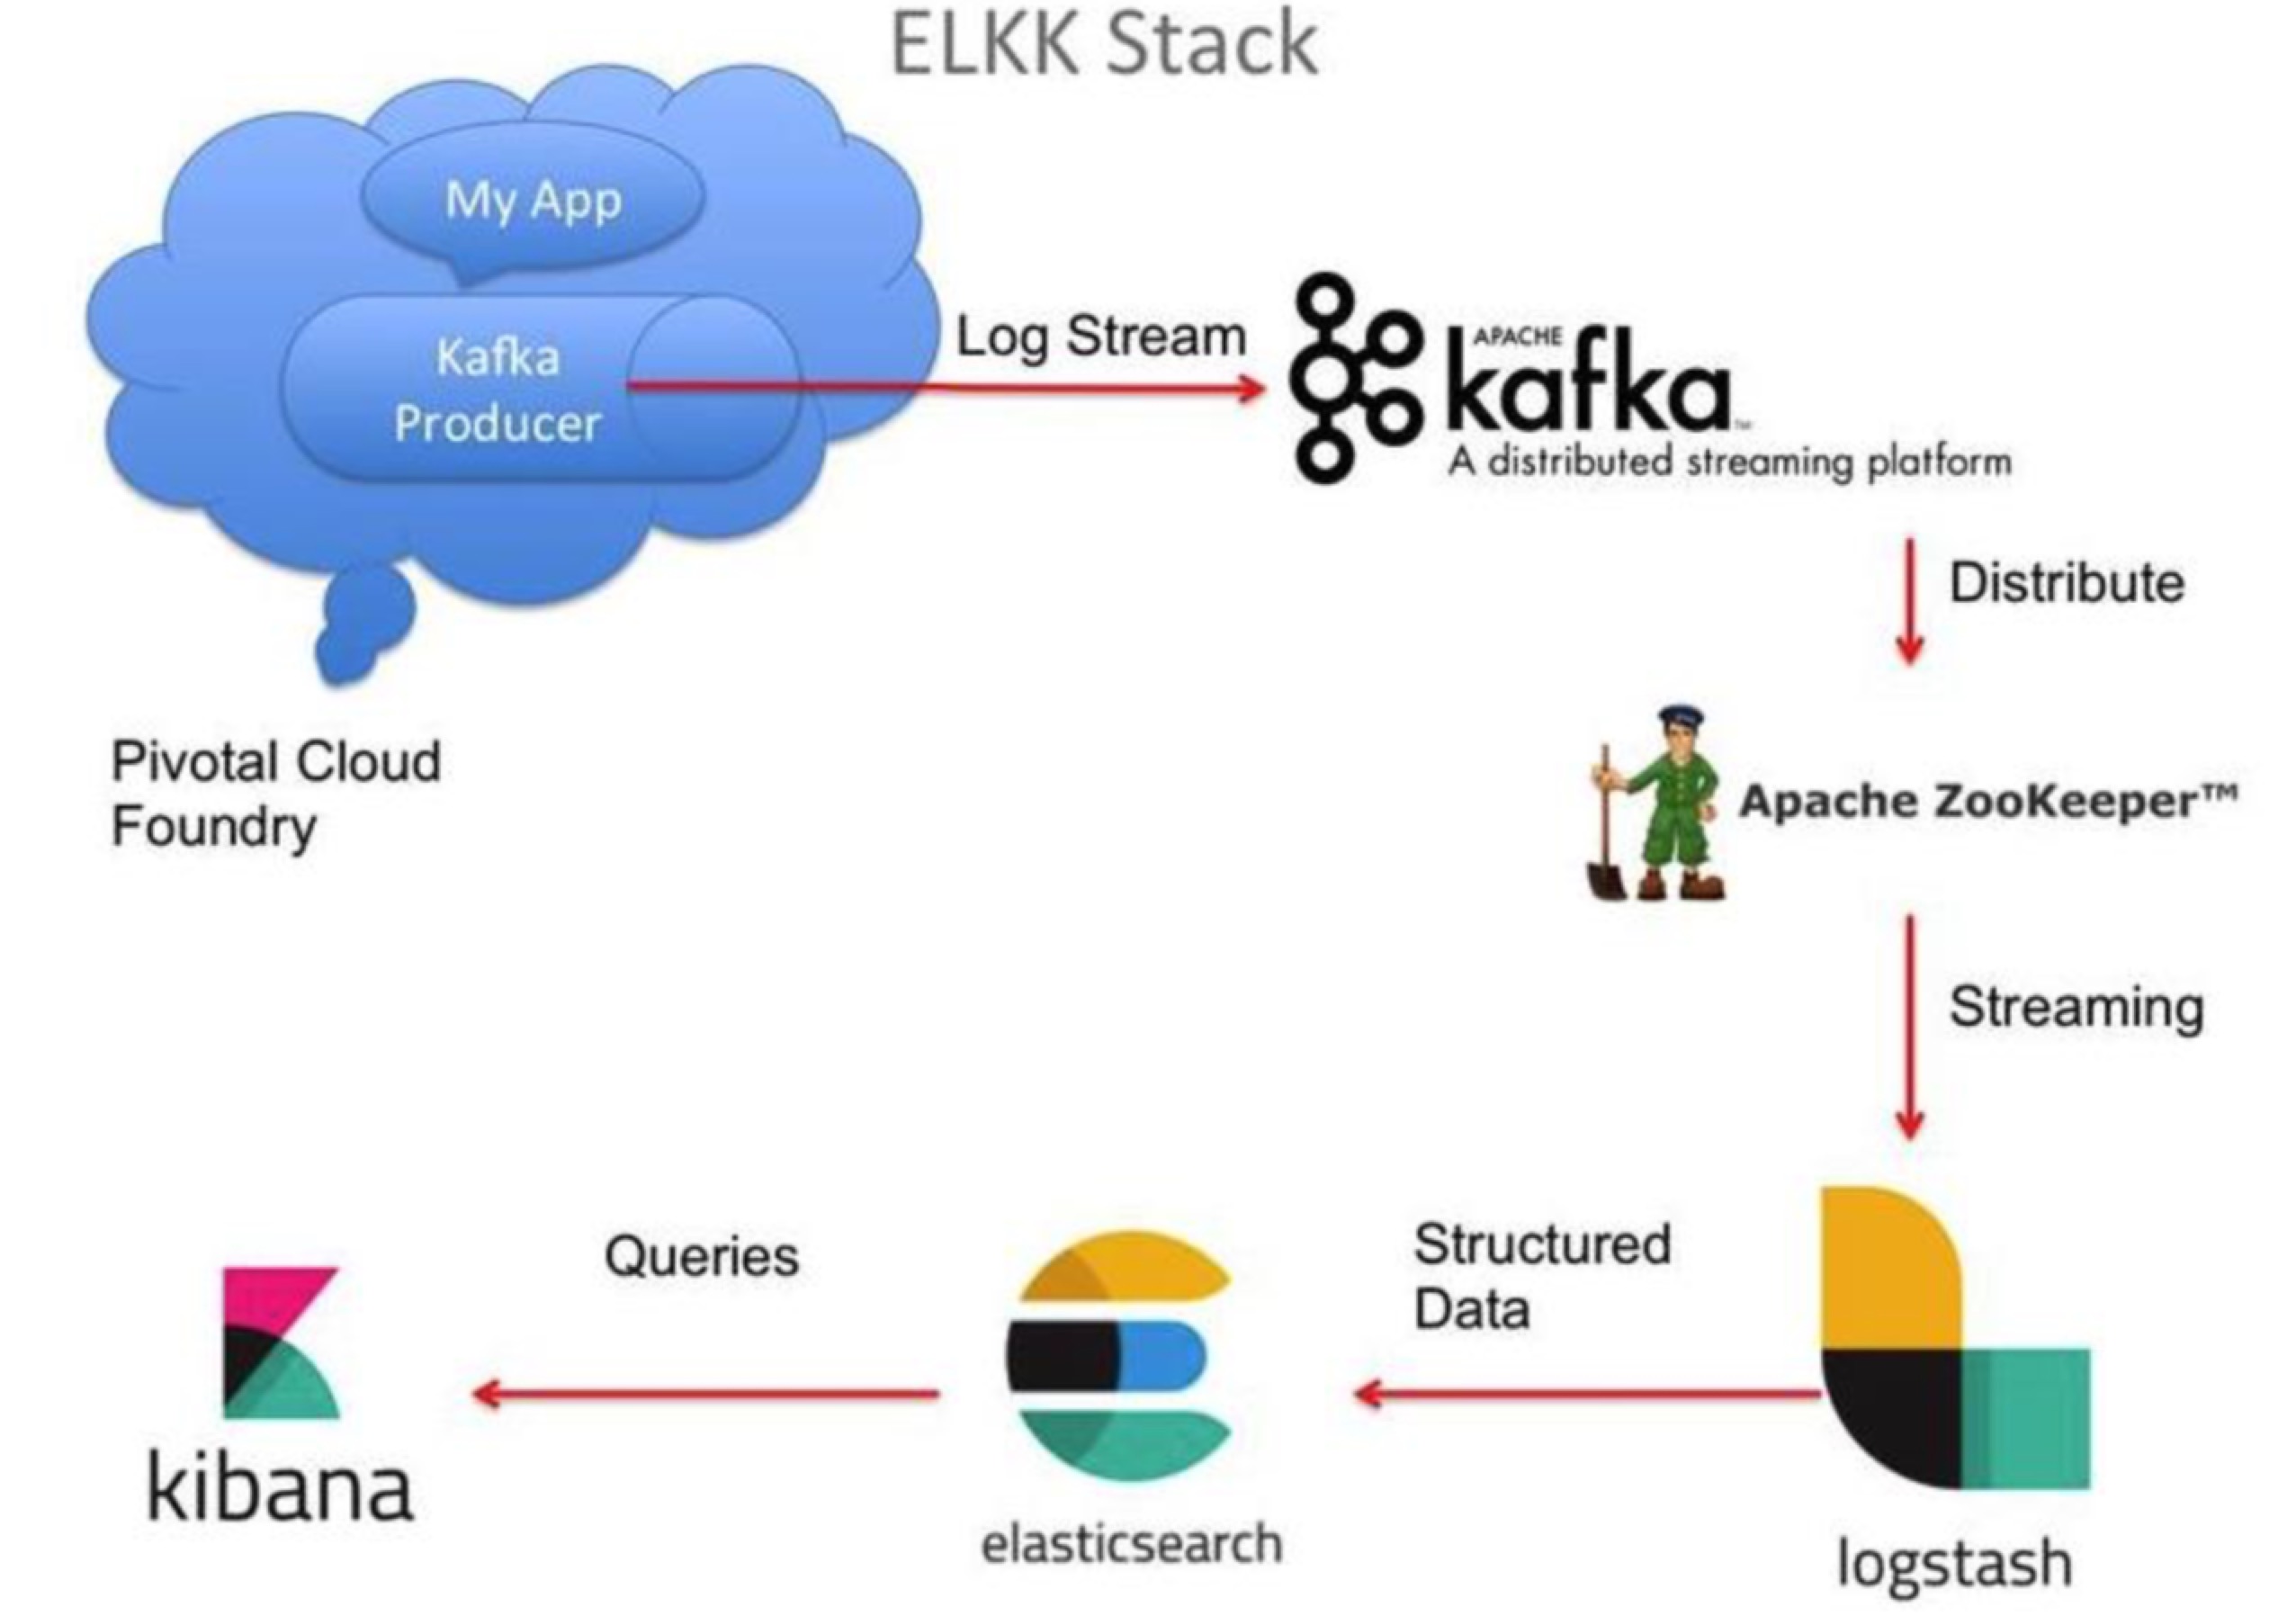 ELKK Stack
My App
Kafka
Producer
Log Stream
APACHE
kafka™
A distributed streaming platform
Distribute
Pivotal Cloud
Foundry
Apache ZooKeeper™
Streaming
Queries
Structured
Data
kibana
elasticsearch
logstash